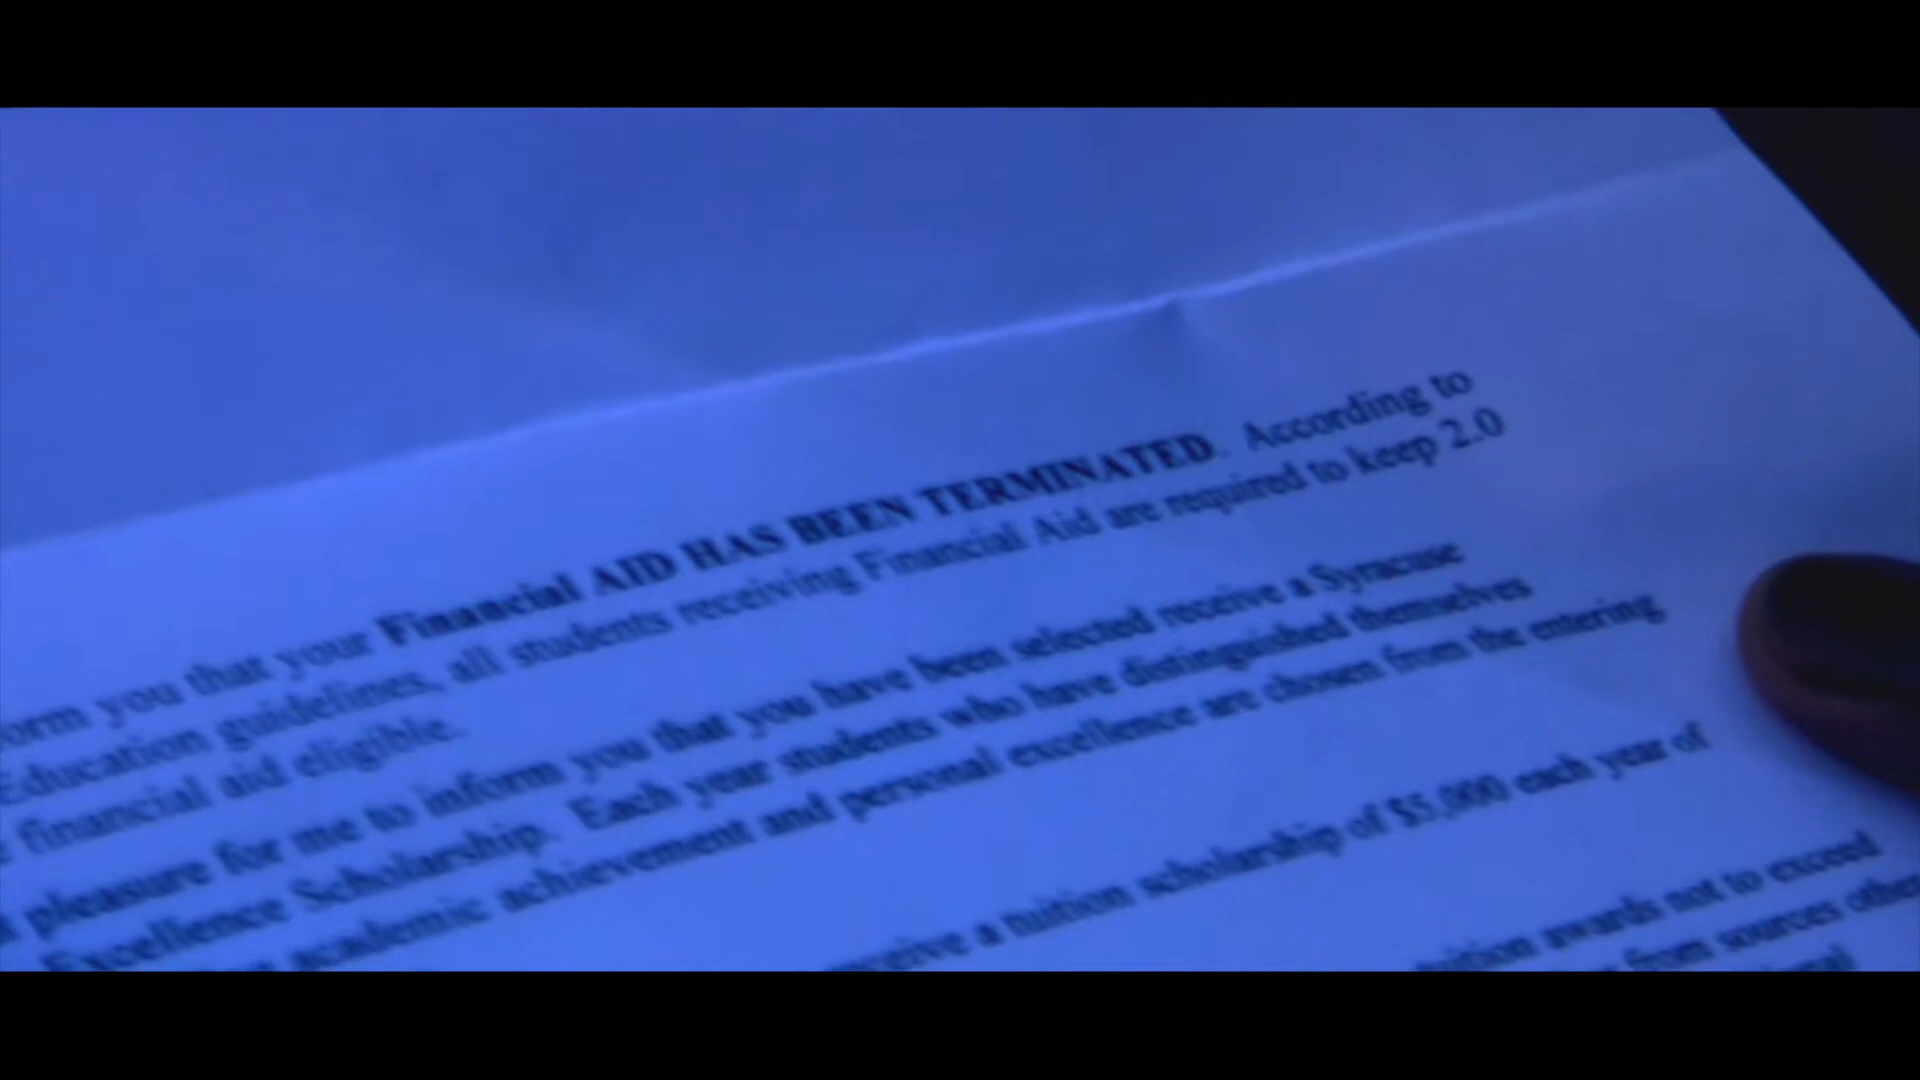 form you that your Financial AID HAS BEEN TERMINATED. According to
Education guidelines, all students receiving Financial Aid are required to keep 2.0
financial aid eligible.
pleasure for me to inform you that you have been selected receive a Syracuse
Excellence Scholarship. Each year students who have distinguished themselves
academic achievement and personal excellence are chosen from the entering
receive a tuition scholarship of $5,000 each year of
tuition awards not to exceed
from sources other